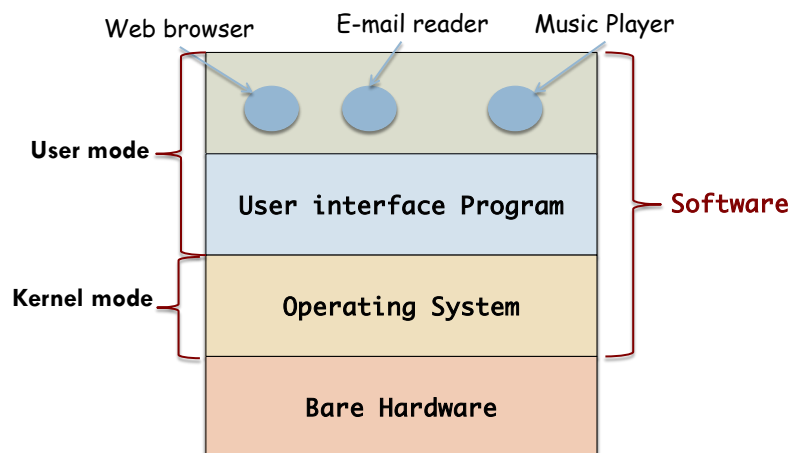 Web browser
E-mail reader
Music Player
User mode
User interface Program
Software
Kernel mode
Operating System
Bare Hardware